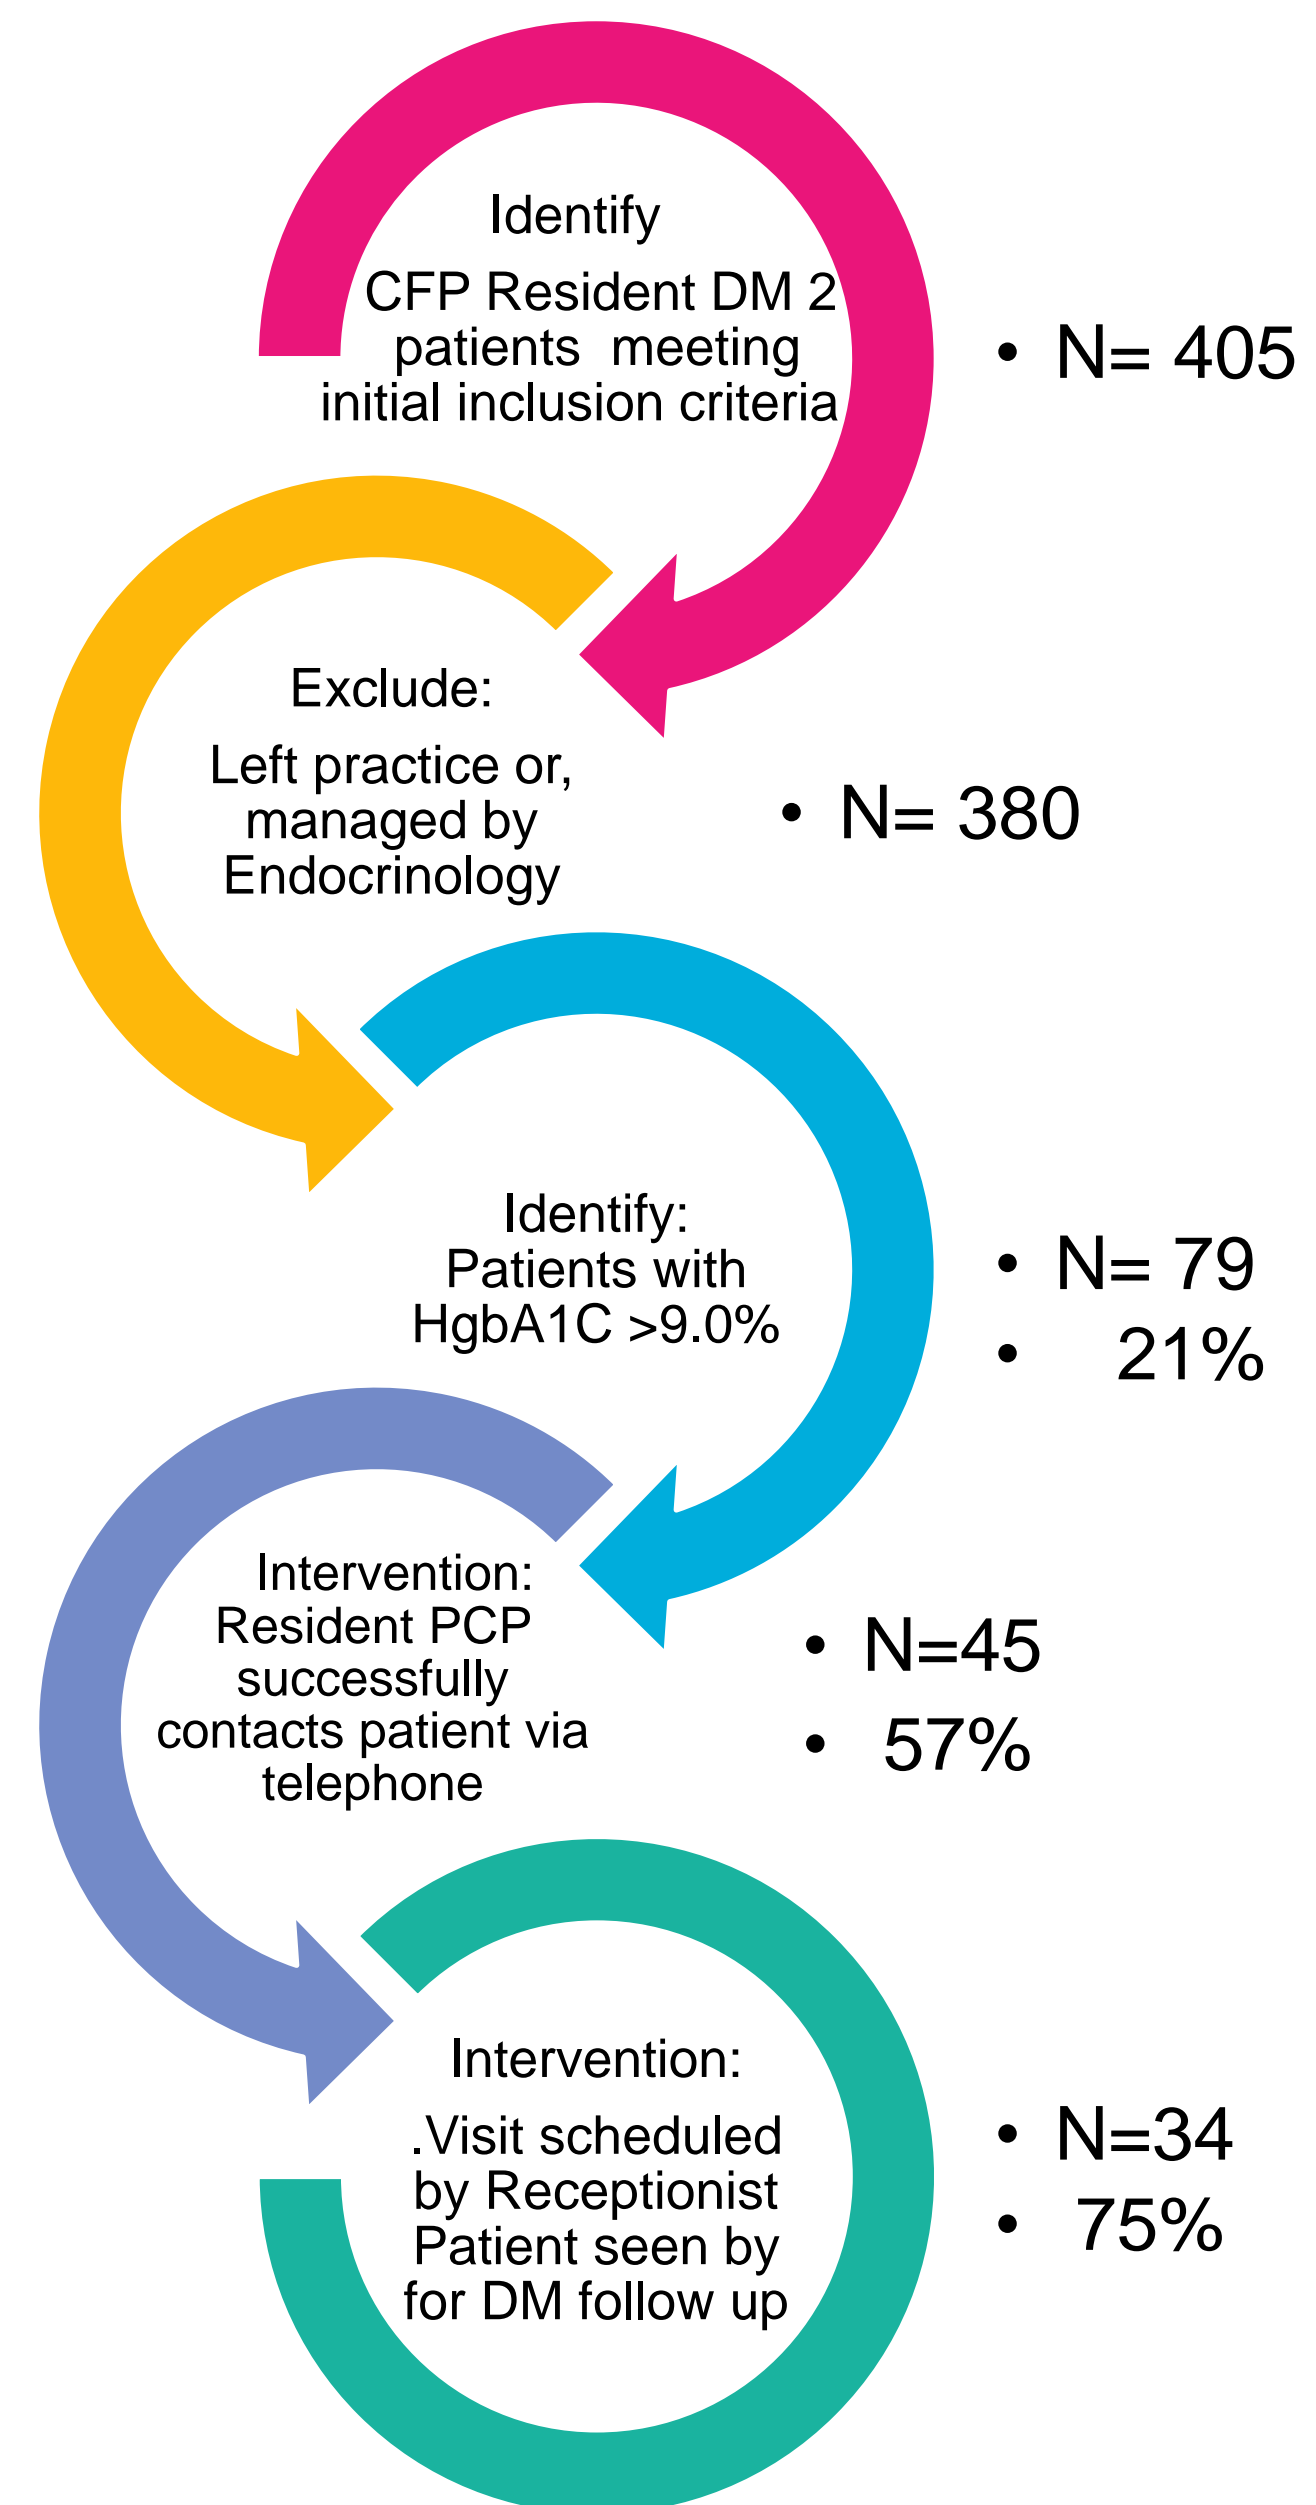 Identify
CFP Resident DM 2
patients meeting
initial inclusion criteria
• N= 405
Exclude:
Left practice or,
managed by
Endocrinology
• N= 380
Identify:
Patients with
HgbA1C >9.0%
• N= 79
• 21%
Intervention:
Resident PCP
successfully
contacts patient via
telephone
• N=45
• 57%
Intervention:
.Visit scheduled
by Receptionist
Patient seen by
for DM follow up
• N=34
• 75%